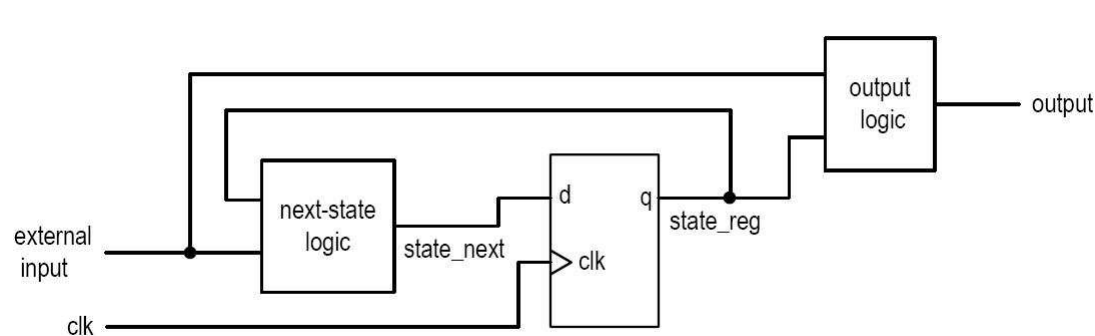 output
logic
output
next-state
logic
d
q
state_reg
external
input
state_next
clk
clk